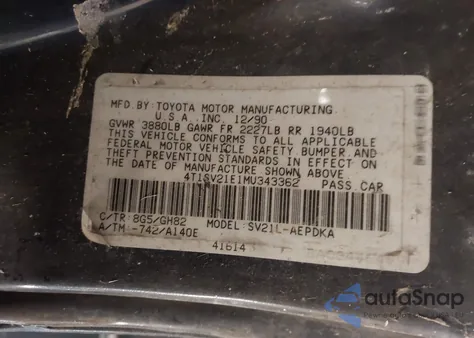 MFD.BY:TOYOTA MOTOR MANUFACTURING
U.S.A.,INC. 12/90
GVWR 3880LB GAWR FR 2227LB RR 1940LB
THIS VEHICLE CONFORMS TO ALL APPLICABLE
FEDERAL MOTOR VEHICLE SAFETY BUMPER,AND
THEFT PREVENTION STANDARDS IN EFFECT ON
THE DATE OF MANUFACTURE SHOWN ABOVE
4T1SV21E1MU343362 PASS.CAR
C/TR:8G5/GH82 MODEL:SV21L-AEPDKA
A/TM:-742/A140E
41614
autoSnap